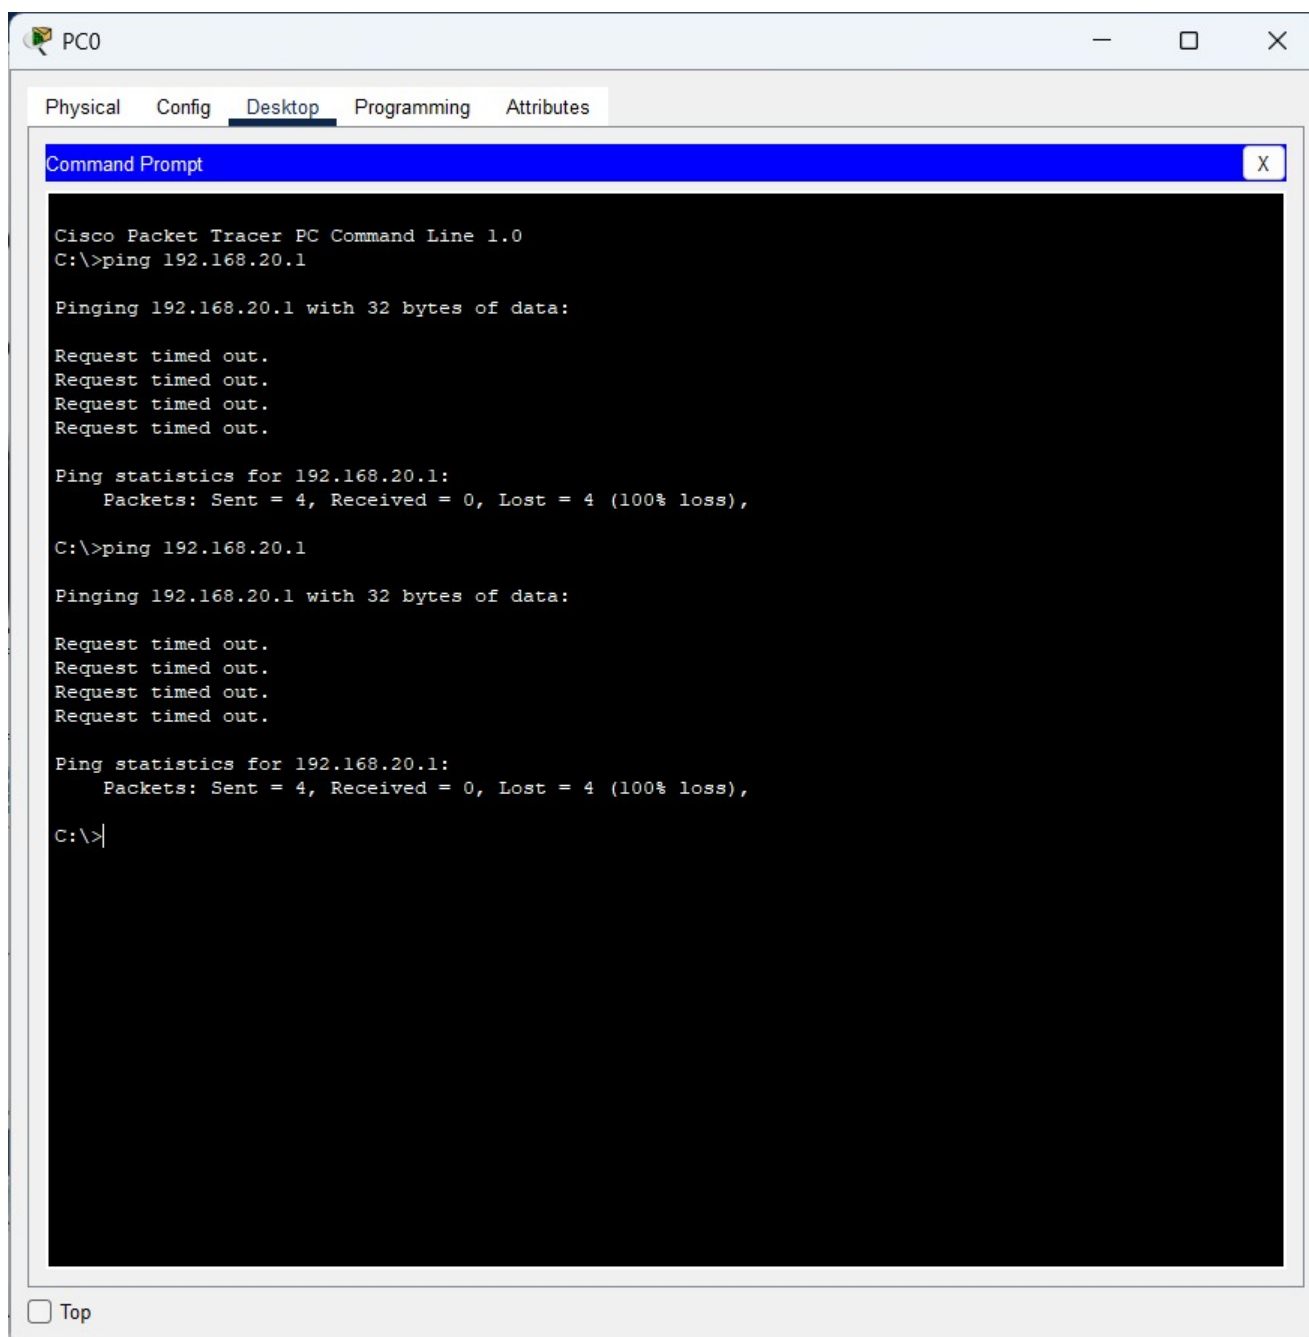 PC0
Physical Config Desktop Programming Attributes
Command Prompt X
Cisco Packet Tracer PC Command Line 1.0
C:\>ping 192.168.20.1
Pinging 192.168.20.1 with 32 bytes of data:
Request timed out.
Request timed out.
Request timed out.
Request timed out.
Ping statistics for 192.168.20.1:
Packets: Sent = 4, Received = 0, Lost = 4 (100% loss),
C:\>ping 192.168.20.1
Pinging 192.168.20.1 with 32 bytes of data:
Request timed out.
Request timed out.
Request timed out.
Request timed out.
Ping statistics for 192.168.20.1:
Packets: Sent = 4, Received = 0, Lost = 4 (100% loss),
C:\>
Top